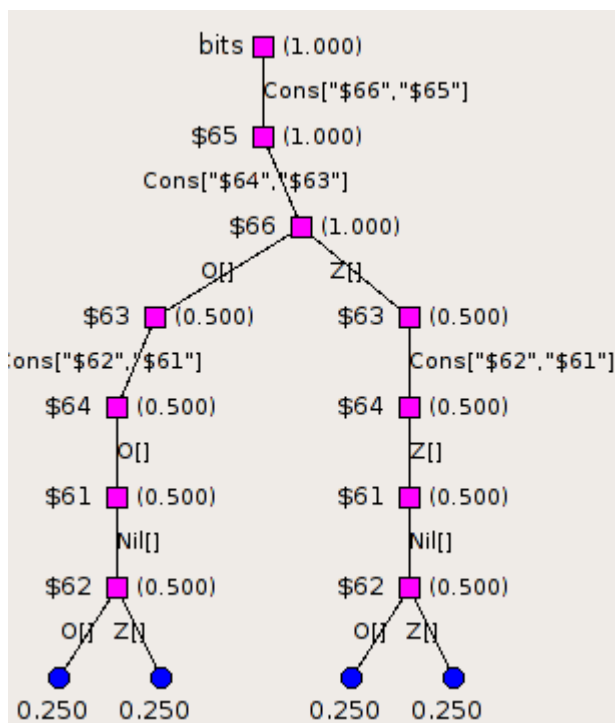 bits (1.000)
Cons["$66","$65"]
$65 (1.000)
Cons["$64","$63"]
$66 (1.000)
O[] Z[]
$63 (0.500) $63 (0.500)
ons["$62","$61"] Cons["$62","$61"]
$64 (0.500) $64 (0.500)
O[] Z[]
$61 (0.500) $61 (0.500)
Nil[] Nil[]
$62 (0.500) $62 (0.500)
O[] Z[] O[] Z[]
0.250 0.250 0.250 0.250